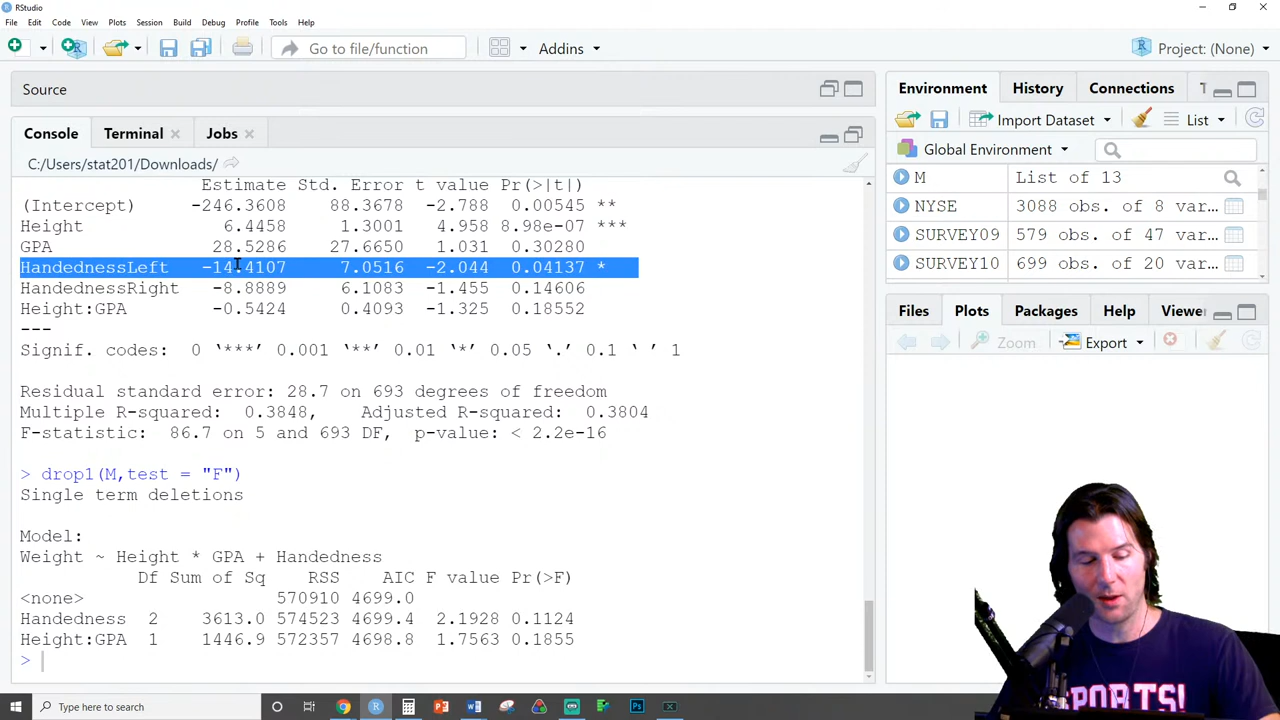 RStudio
File Edit Code View Plots Session Build Debug Profile Tools Help
Go to file/function Addins Project: (None)
Source
Console Terminal Jobs
C:/Users/stat201/Downloads/
Estimate Std. Error t value Pr(>|t|)
(Intercept) -246.3608 88.3678 -2.788 0.00545 **
Height 6.4458 1.3001 4.958 8.98e-07 ***
GPA 28.5286 27.6650 1.031 0.30280
HandednessLeft -14.4107 7.0516 -2.044 0.04137 *
HandednessRight -8.8889 6.1083 -1.455 0.14606
Height:GPA -0.5424 0.4093 -1.325 0.18552
---
Signif. codes: 0 ‘***’ 0.001 ‘**’ 0.01 ‘*’ 0.05 ‘.’ 0.1 ‘ ’ 1
Residual standard error: 28.7 on 693 degrees of freedom
Multiple R-squared: 0.3848, Adjusted R-squared: 0.3804
F-statistic: 86.7 on 5 and 693 DF, p-value: < 2.2e-16
> drop1(M,test = "F")
Single term deletions
Model:
Weight ~ Height * GPA + Handedness
Df Sum of Sq RSS AIC F value Pr(>F)
<none> 570910 4699.0
Handedness 2 3613.0 574523 4699.4 2.1928 0.1124
Height:GPA 1 1446.9 572357 4698.8 1.7563 0.1855
>
Environment History Connections T
Import Dataset List
Global Environment
M List of 13
NYSE 3088 obs. of 8 var...
SURVEY09 579 obs. of 47 var...
SURVEY10 699 obs. of 20 var...
Files Plots Packages Help Viewer
Zoom Export
PORTS!
Type here to search